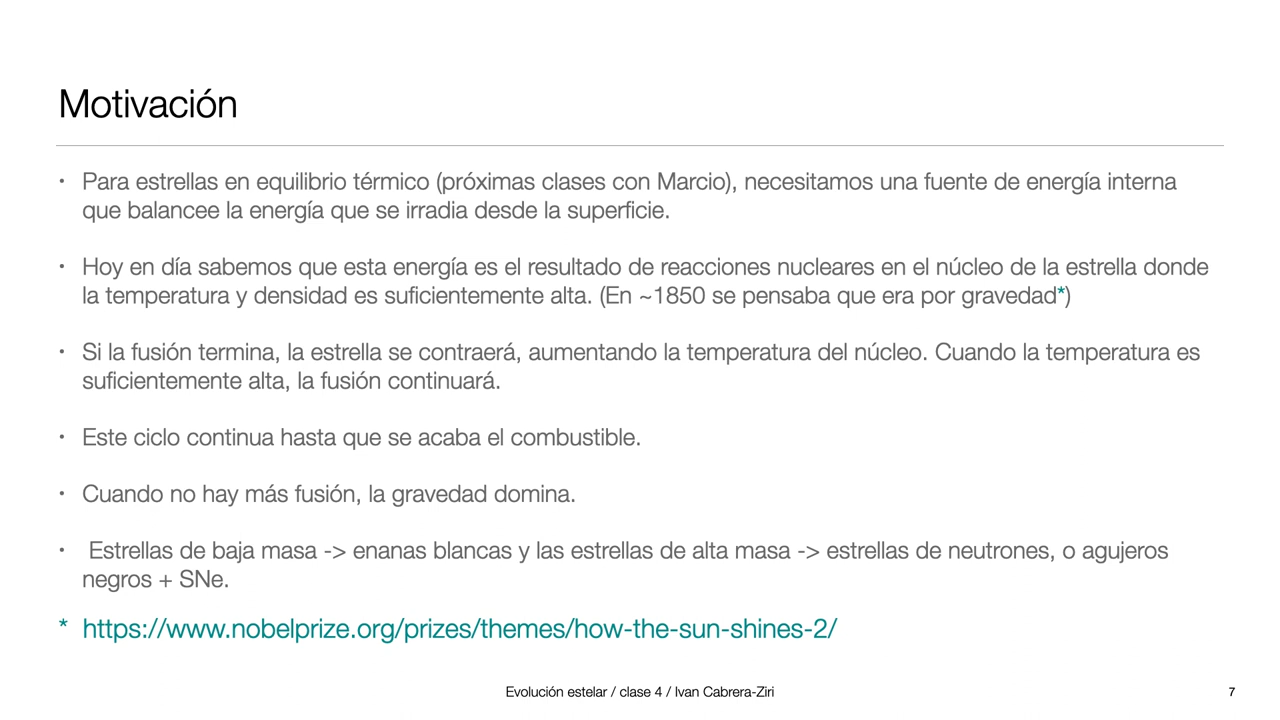 Motivación
• Para estrellas en equilibrio térmico (próximas clases con Marcio), necesitamos una fuente de energía interna
que balancee la energía que se irradia desde la superficie.
• Hoy en día sabemos que esta energía es el resultado de reacciones nucleares en el núcleo de la estrella donde
la temperatura y densidad es suficientemente alta. (En ~1850 se pensaba que era por gravedad*)
• Si la fusión termina, la estrella se contraerá, aumentando la temperatura del núcleo. Cuando la temperatura es
suficientemente alta, la fusión continuará.
• Este ciclo continua hasta que se acaba el combustible.
• Cuando no hay más fusión, la gravedad domina.
• Estrellas de baja masa -> enanas blancas y las estrellas de alta masa -> estrellas de neutrones, o agujeros
negros + SNe.
* https://www.nobelprize.org/prizes/themes/how-the-sun-shines-2/
Evolución estelar / clase 4 / Ivan Cabrera-Ziri
7